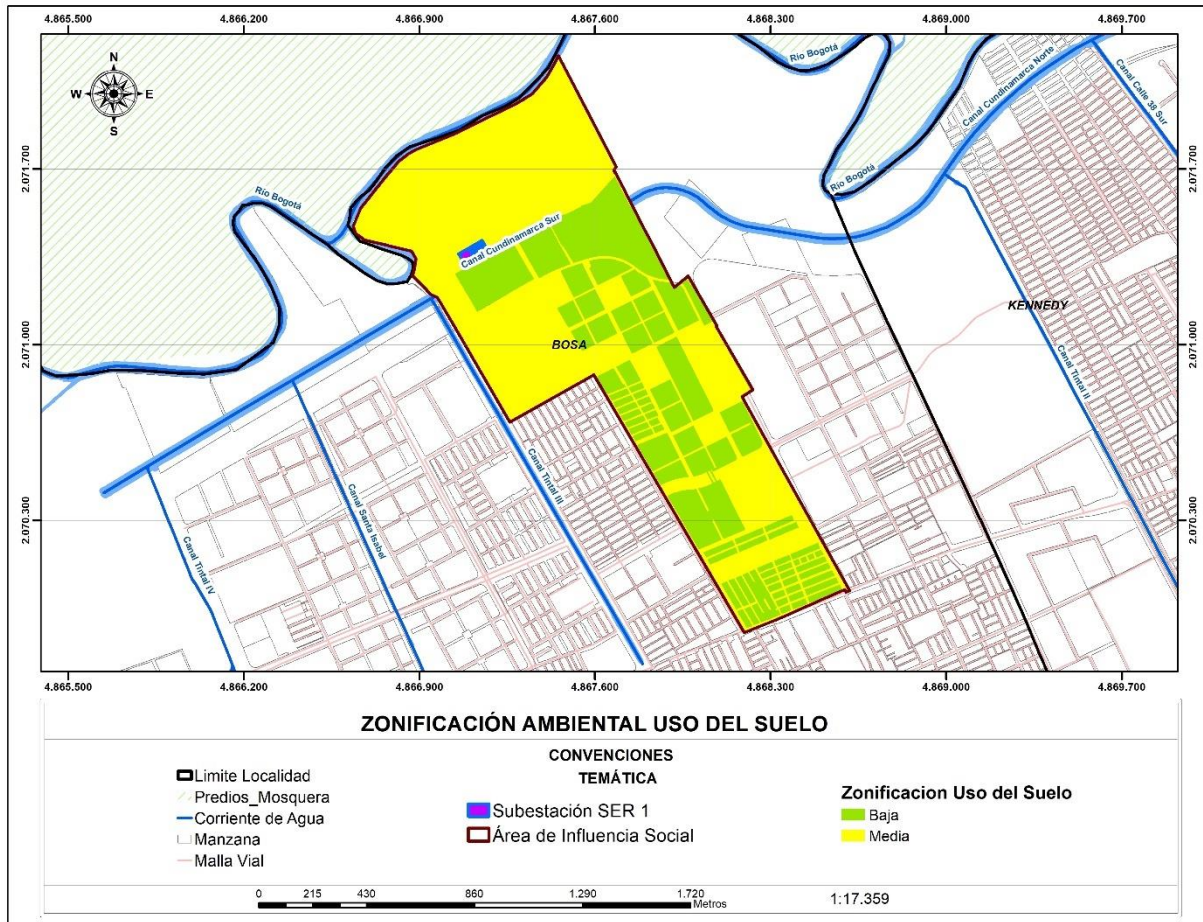 4.865.500 4.866.200 4.866.900 4.867.600 4.868.300 4.869.000 4.869.700
N
W E
S
Río Bogotá
Canal Cundinamarca Norte
Canal Calle 38 Sur
2.071.700 2.071.700
Río Bogotá
Río Bogotá
Canal Cundinamarca Sur
KENNEDY
2.071.000 BOSA 2.071.000
Canal Tintal II
Canal Tintal III
Canal Santa Isabel
2.070.300 2.070.300
Canal Tintal IV
4.865.500 4.866.200 4.866.900 4.867.600 4.868.300 4.869.000 4.869.700
ZONIFICACIÓN AMBIENTAL USO DEL SUELO
CONVENCIONES
TEMÁTICA
Limite Localidad
Predios_Mosquera
Corriente de Agua
Manzana
Malla Vial
Subestación SER 1
Área de Influencia Social
Zonificacion Uso del Suelo
Baja
Media
0 215 430 860 1.290 1.720
Metros
1:17.359